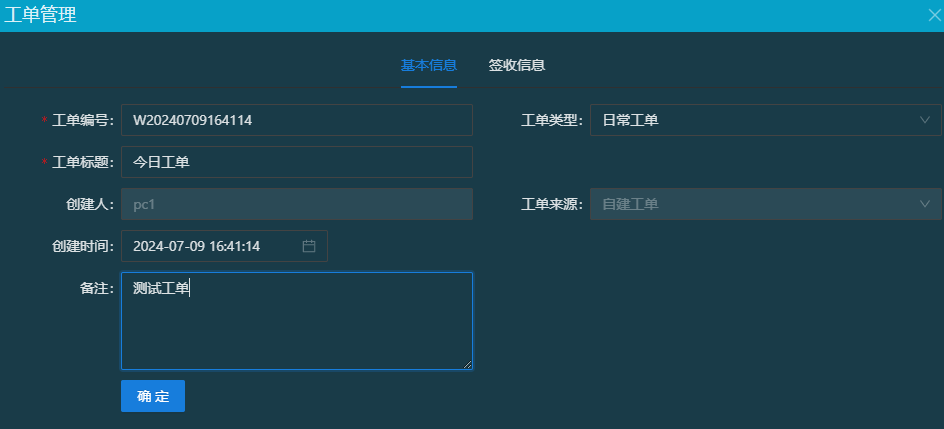 工单管理
基本信息 签收信息
* 工单编号: W20240709164114 工单类型: 日常工单
* 工单标题: 今日工单
创建人: pc1 工单来源: 自建工单
创建时间: 2024-07-09 16:41:14
备注: 测试工单
确 定